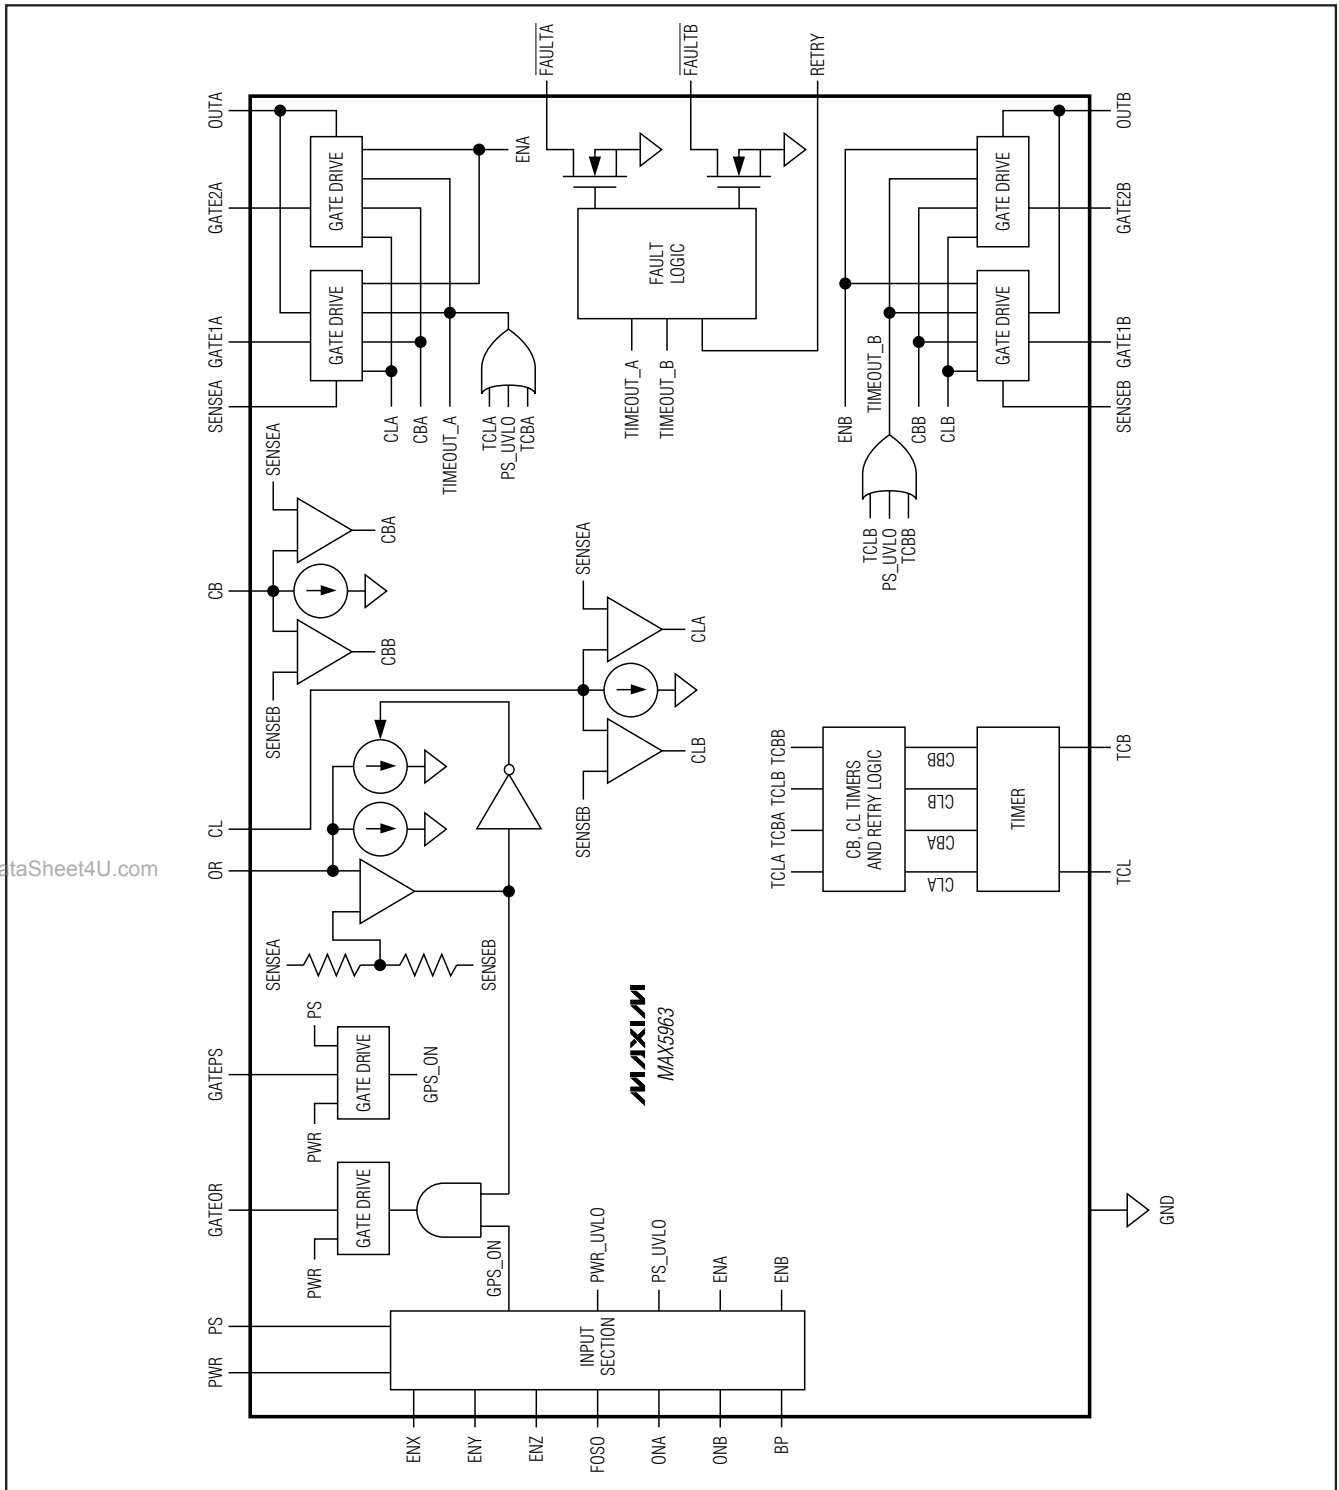 FAULTA
FAULTB
RETRY
OUTA
GATE2A
GATE1A
SENSEA
GATE DRIVE
GATE DRIVE
ENA
CLA
CBA
TIMEOUT_A
TCLA
PS_UVLO
TCBA
FAULT
LOGIC
TIMEOUT_A
TIMEOUT_B
OUTB
GATE2B
GATE1B
SENSEB
GATE DRIVE
GATE DRIVE
ENB
TIMEOUT_B
CBB
CLB
TCLB
PS_UVLO
TCBB
CB
SENSEA
CBA
CBB
SENSEB
SENSEA
CLA
CLB
SENSEB
CL
OR
SENSEA
SENSEB
TCLA TCBA TCLB TCBB
CB, CL TIMERS
AND RETRY LOGIC
CBB
CLB
CBA
CLA
TIMER
TCB
TCL
ataSheet4U.com
MAXIM
MAX5963
GATEPS
PS
GATE DRIVE
GPS_ON
PWR
GATEOR
GATE DRIVE
PWR
GPS_ON
PWR_UVLO
PS_UVLO
ENA
ENB
PS
PWR
INPUT
SECTION
ENX
ENY
ENZ
FOSO
ONA
ONB
BP
GND